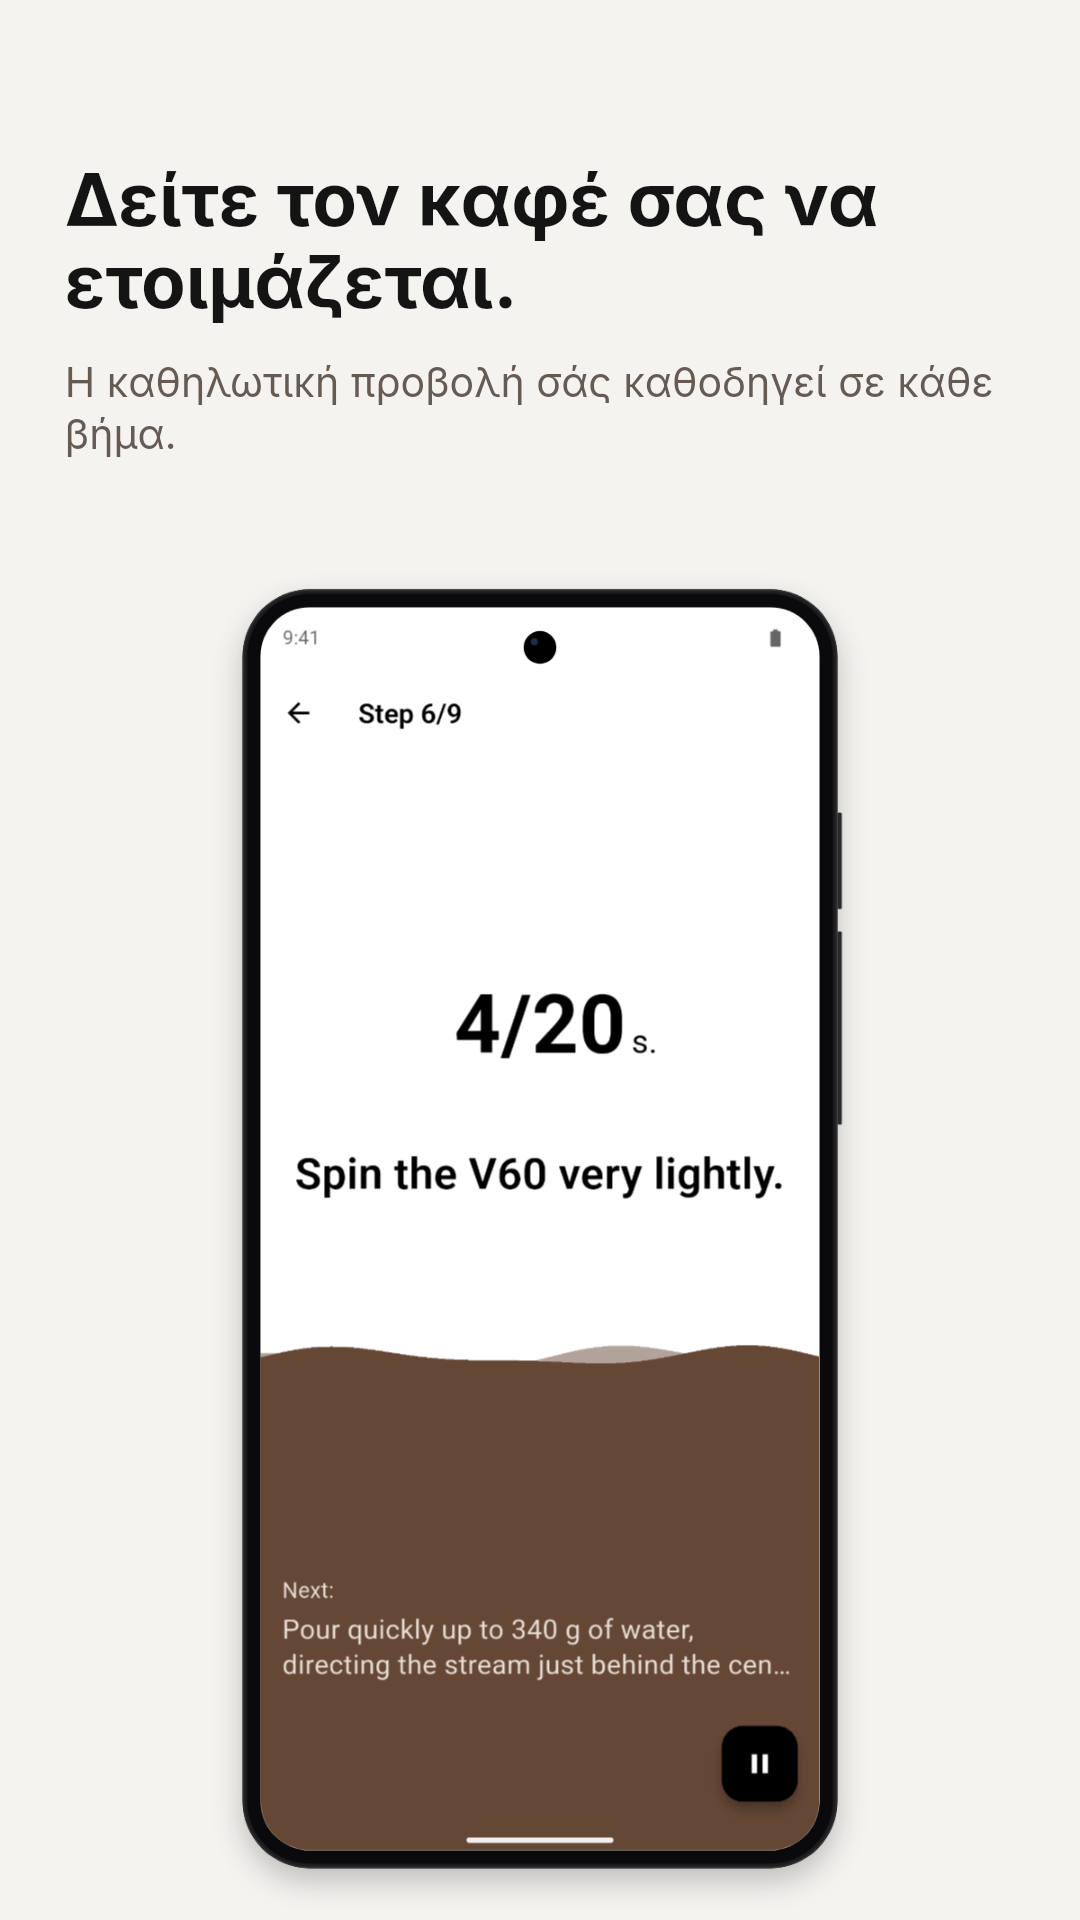 Δείτε τον καφέ σας να
ετοιμάζεται.
Η καθηλωτική προβολή σάς καθοδηγεί σε κάθε
βήμα.
9:41
Step 6/9
4/20 s.
Spin the V60 very lightly.
Next:
Pour quickly up to 340 g of water,
directing the stream just behind the cen…